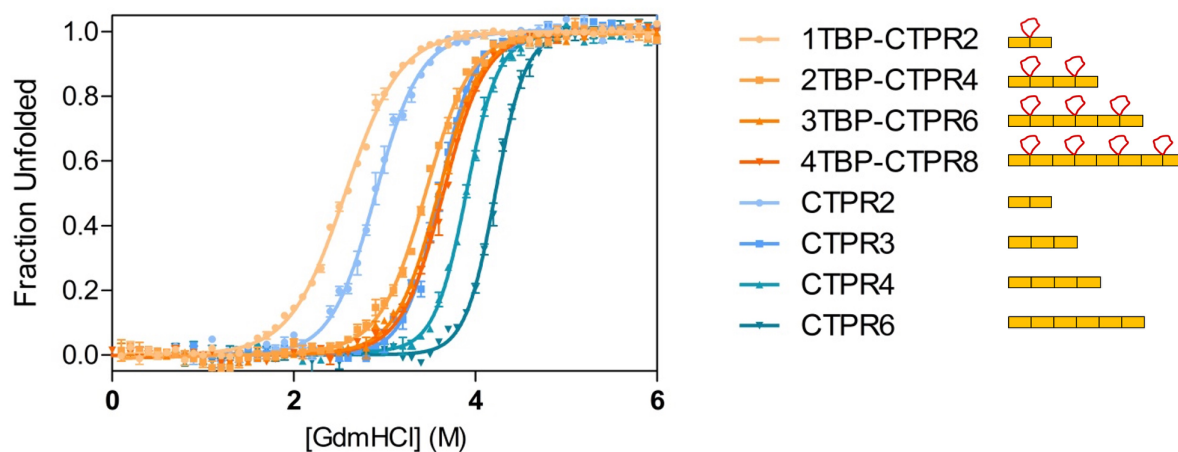 Fraction Unfolded
1.0
0.8
0.6
0.4
0.2
0.0
0 2 4 6
[GdmHCl] (M)
1TBP-CTPR2
2TBP-CTPR4
3TBP-CTPR6
4TBP-CTPR8
CTPR2
CTPR3
CTPR4
CTPR6